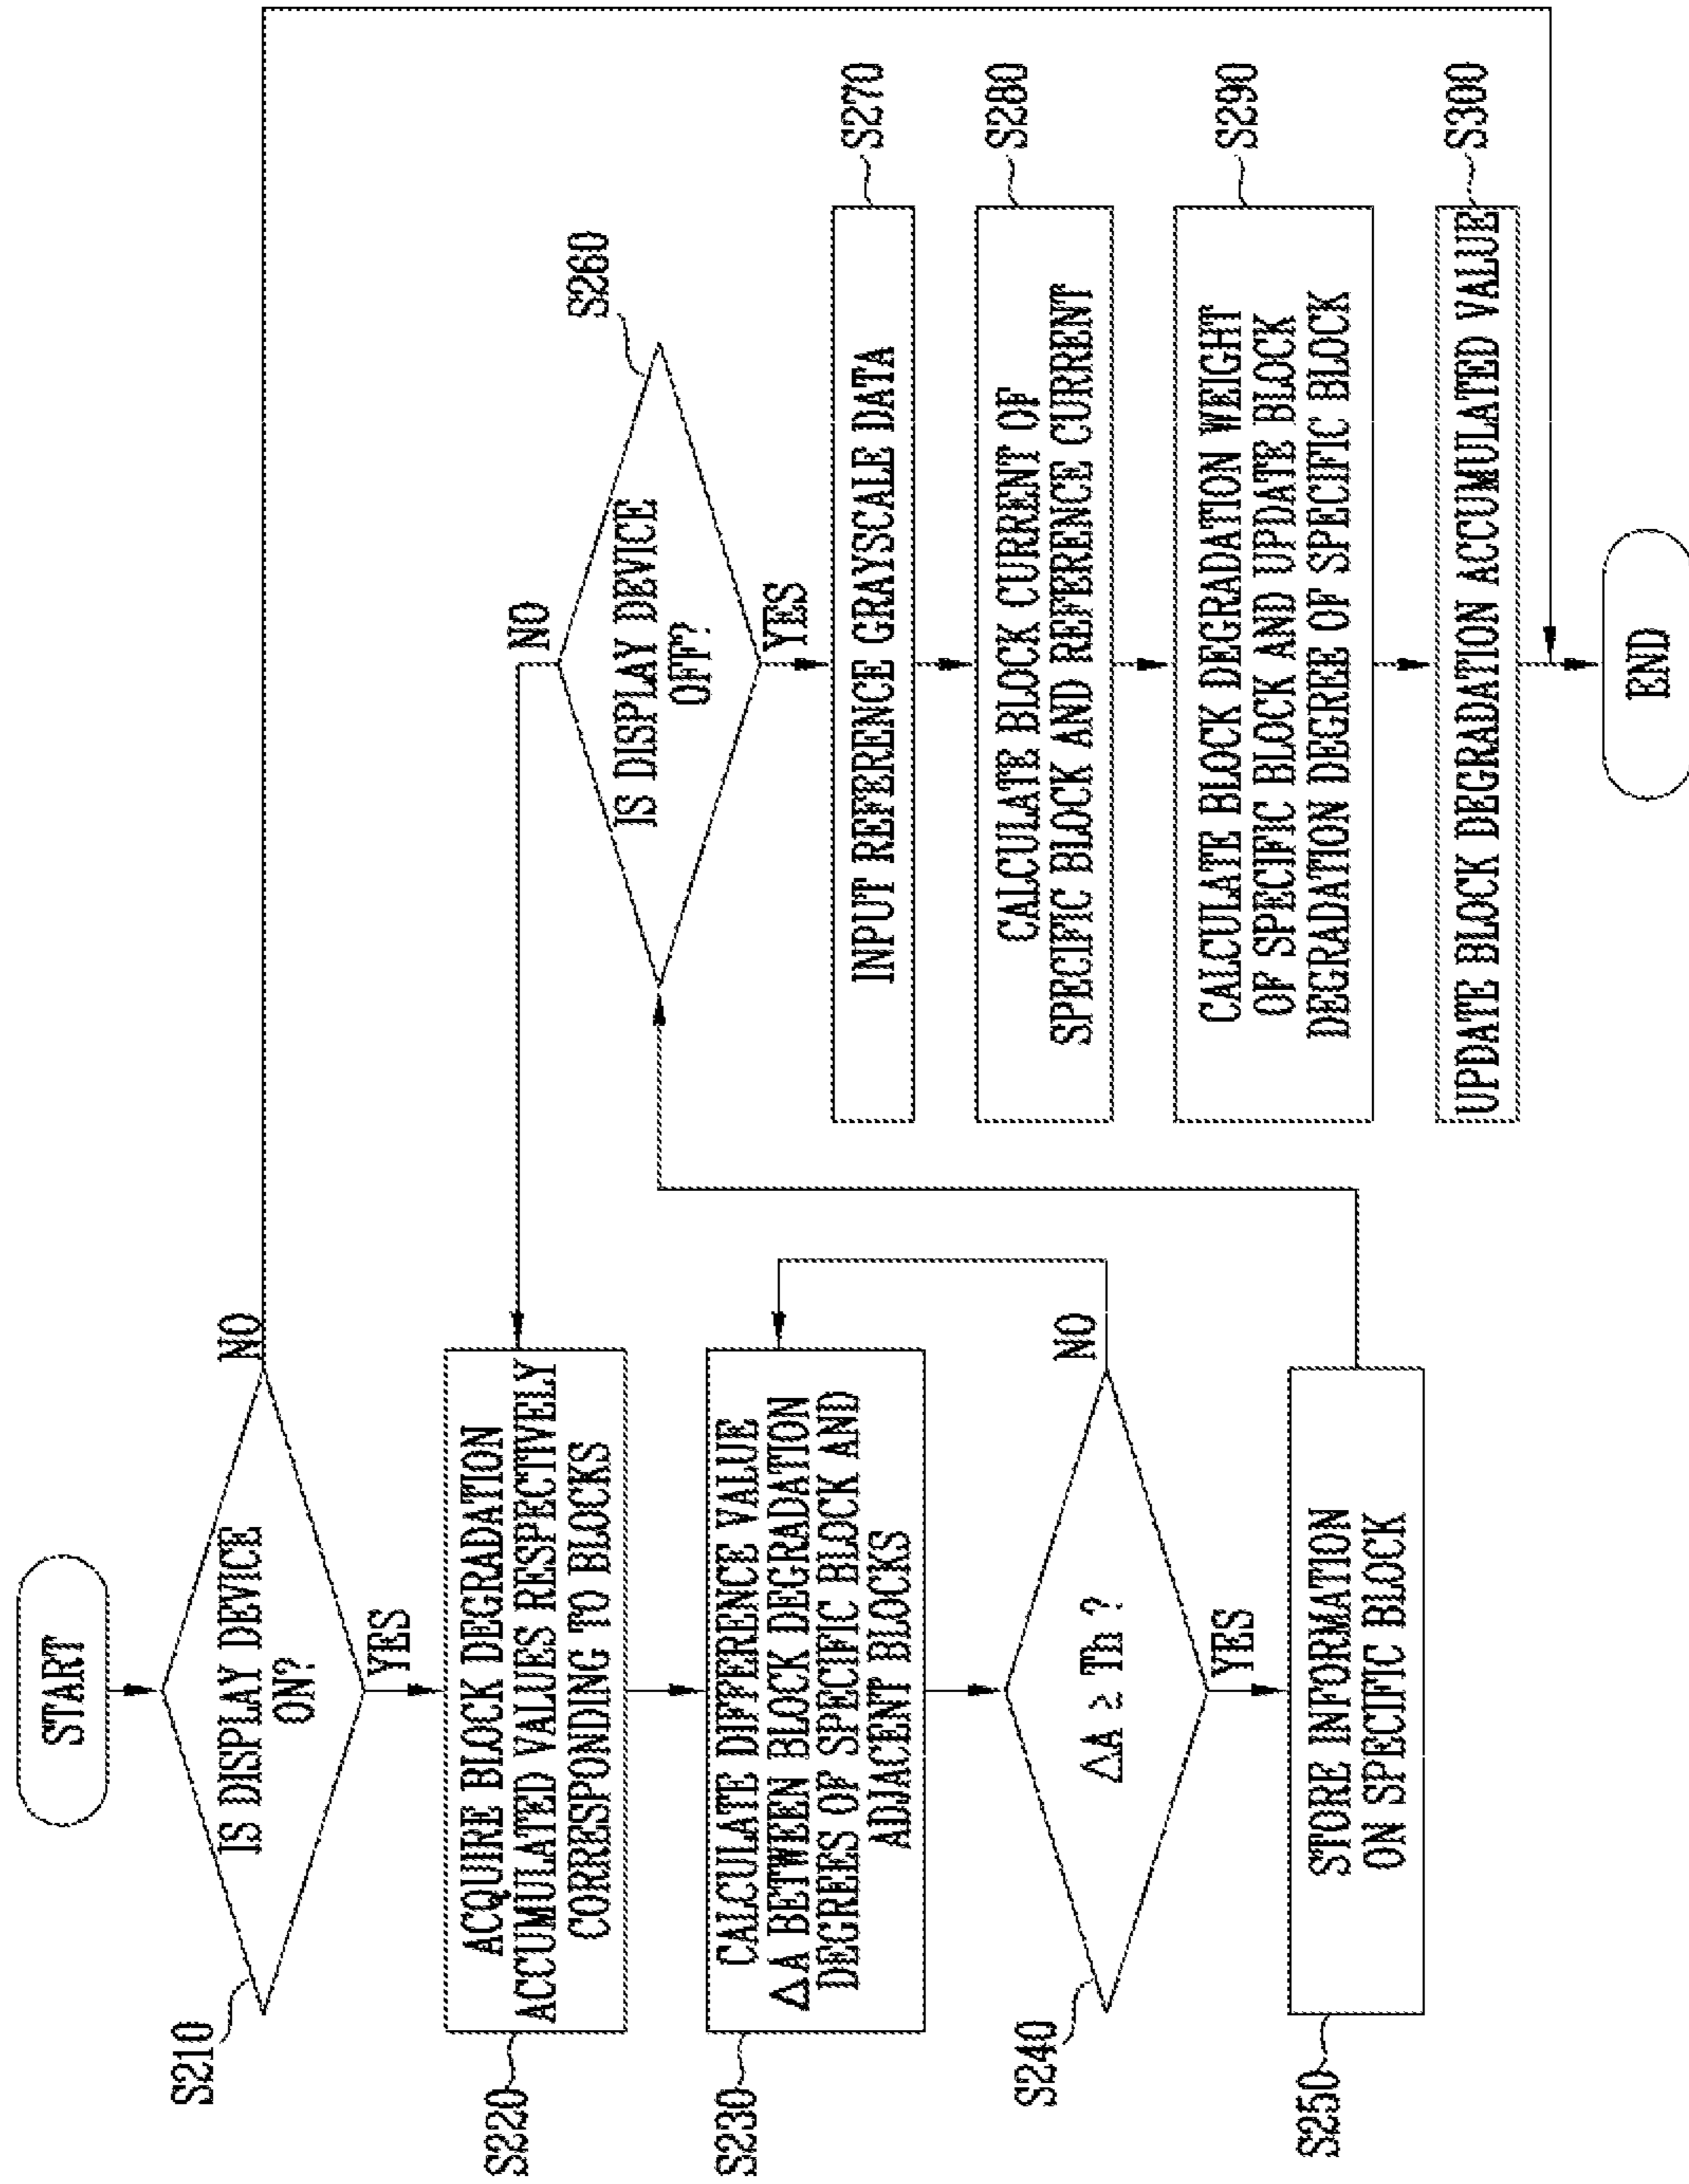 START
S210
IS DISPLAY DEVICE
ON?
NO
YES
S220
ACQUIRE BLOCK DEGRADATION
ACCUMULATED VALUES RESPECTIVELY
CORRESPONDING TO BLOCKS
S230
CALCULATE DIFFERENCE VALUE
ΔA BETWEEN BLOCK DEGRADATION
DEGREES OF SPECIFIC BLOCK AND
ADJACENT BLOCKS
S240
ΔA ≥ Th ?
NO
YES
S250
STORE INFORMATION
ON SPECIFIC BLOCK
NO
S260
IS DISPLAY DEVICE
OFF?
YES
INPUT REFERENCE GRAYSCALE DATA
S270
CALCULATE BLOCK CURRENT OF
SPECIFIC BLOCK AND REFERENCE CURRENT
S280
CALCULATE BLOCK DEGRADATION WEIGHT
OF SPECIFIC BLOCK AND UPDATE BLOCK
DEGRADATION DEGREE OF SPECIFIC BLOCK
S290
UPDATE BLOCK DEGRADATION ACCUMULATED VALUE
S300
END